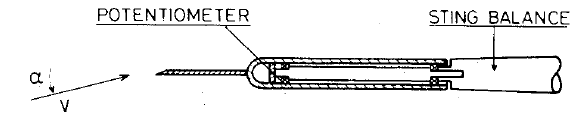 POTENTIOMETER
STING BALANCE
α
V